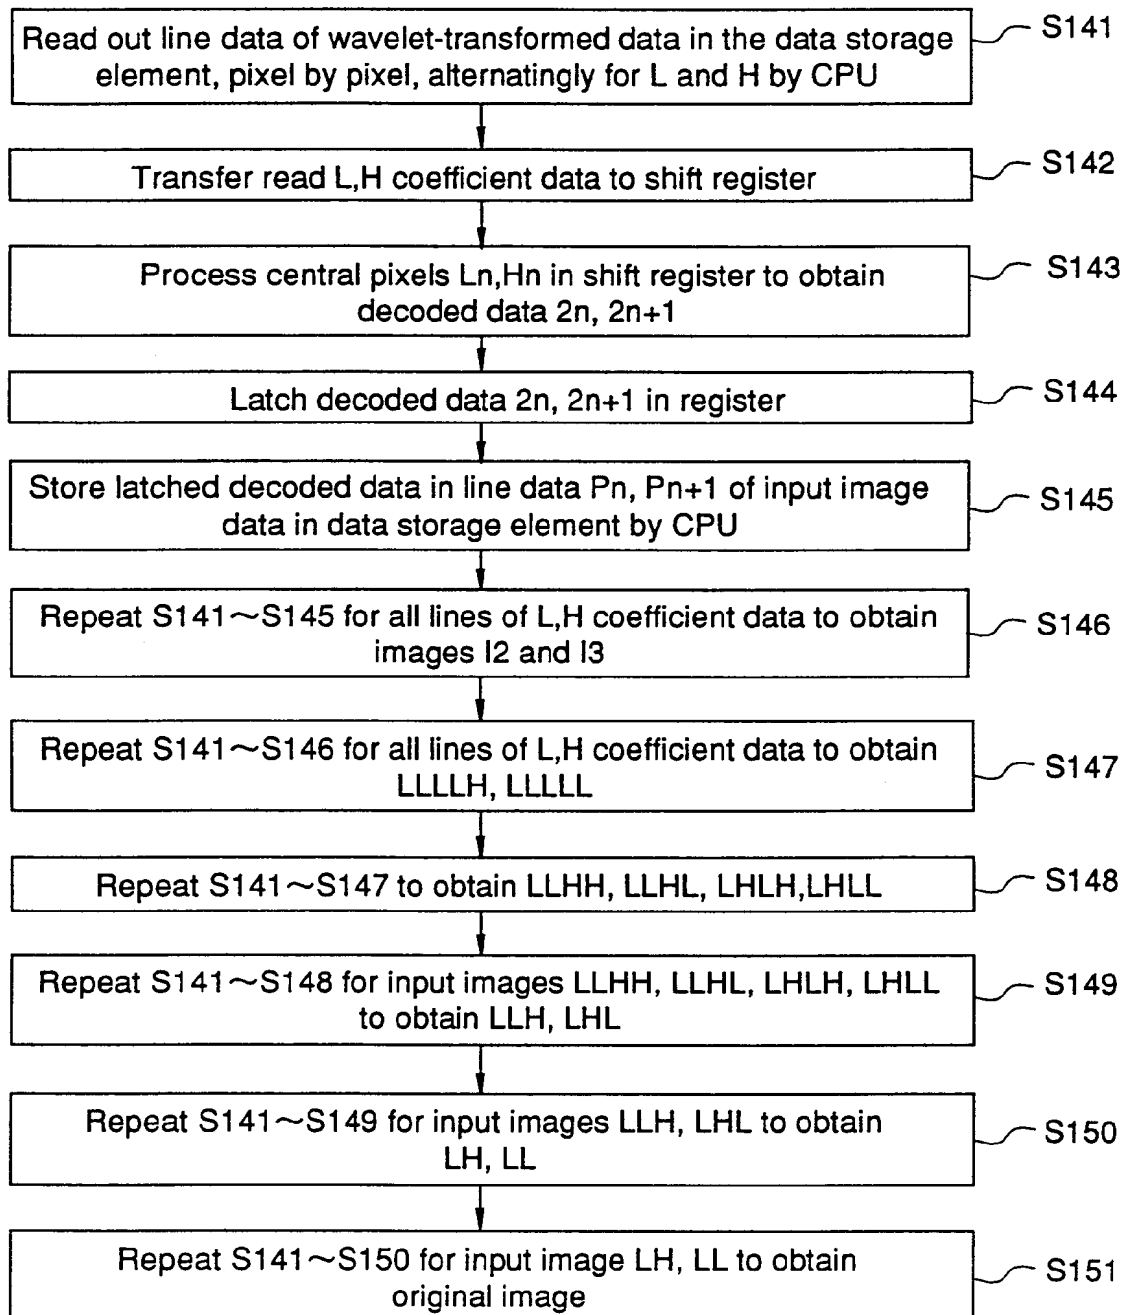 Read out line data of wavelet-transformed data in the data storage
element, pixel by pixel, alternatingly for L and H by CPU
S141
Transfer read L,H coefficient data to shift register
S142
Process central pixels Ln,Hn in shift register to obtain
decoded data 2n, 2n+1
S143
Latch decoded data 2n, 2n+1 in register
S144
Store latched decoded data in line data Pn, Pn+1 of input image
data in data storage element by CPU
S145
Repeat S141~S145 for all lines of L,H coefficient data to obtain
images I2 and I3
S146
Repeat S141~S146 for all lines of L,H coefficient data to obtain
LLLLH, LLLLL
S147
Repeat S141~S147 to obtain LLHH, LLHL, LHLH,LHLL
S148
Repeat S141~S148 for input images LLHH, LLHL, LHLH, LHLL
to obtain LLH, LHL
S149
Repeat S141~S149 for input images LLH, LHL to obtain
LH, LL
S150
Repeat S141~S150 for input image LH, LL to obtain
original image
S151